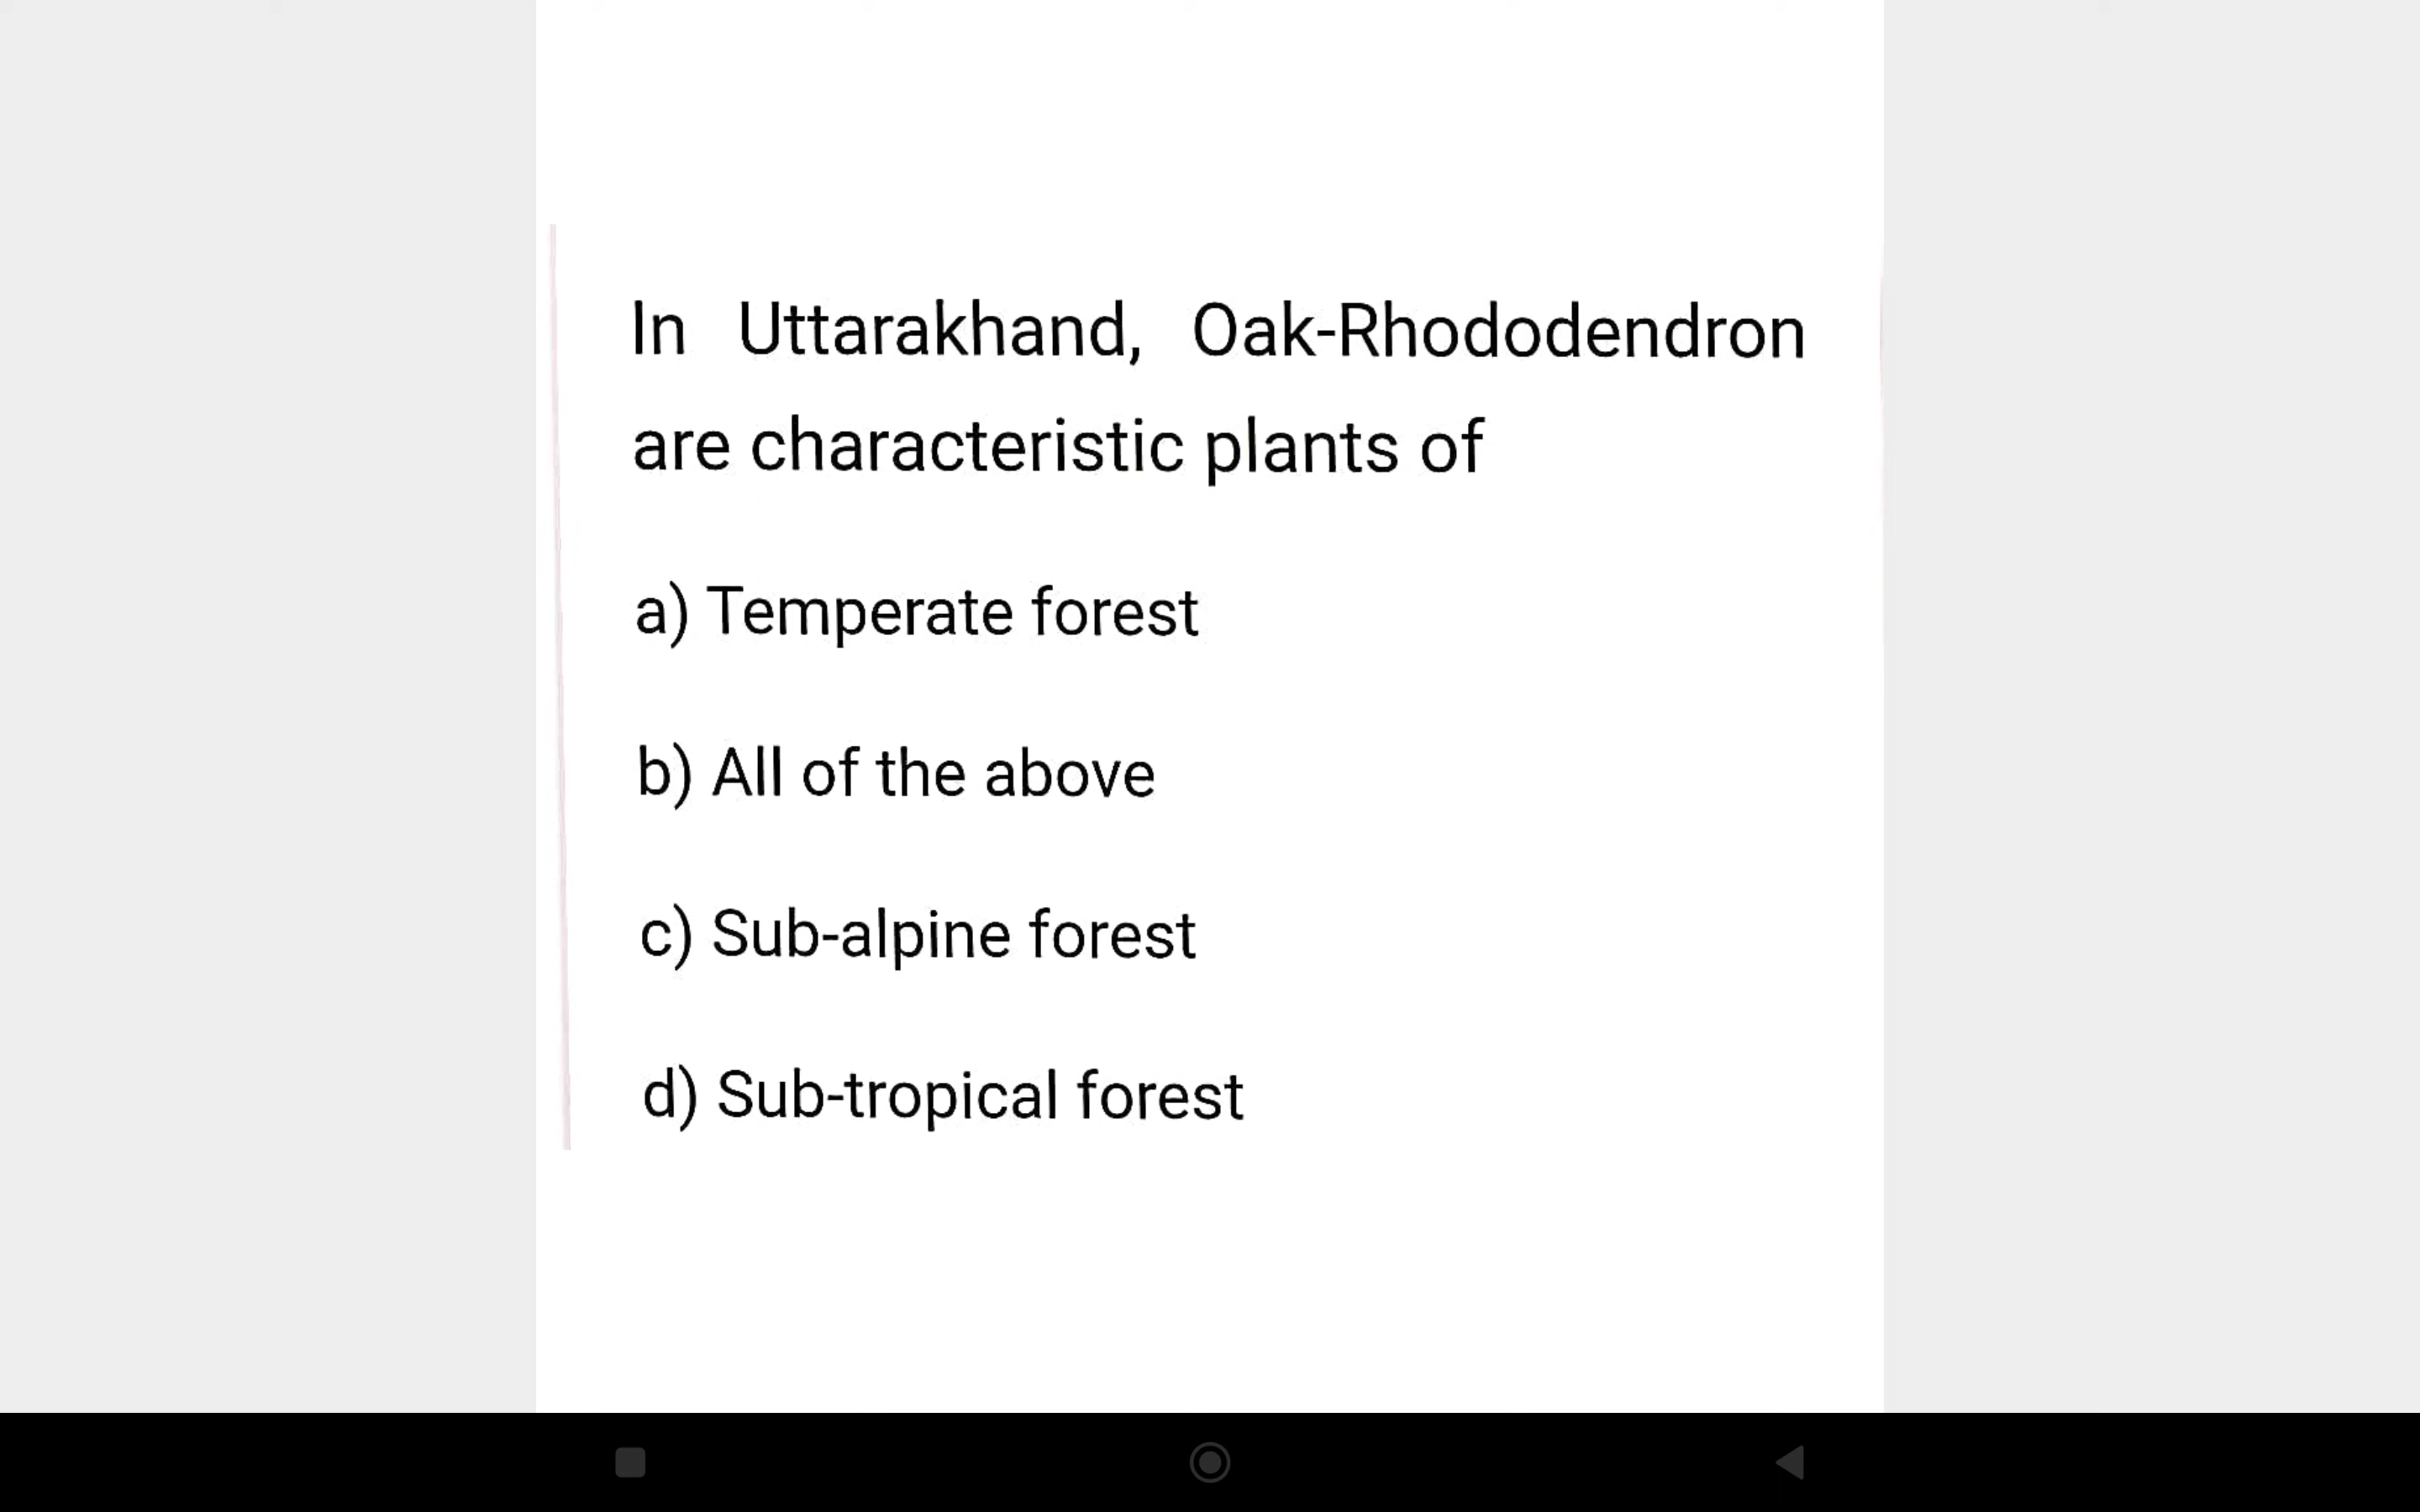 In Uttarakhand, Oak-Rhododendron
are characteristic plants of
a) Temperate forest
b) All of the above
c) Sub-alpine forest
d) Sub-tropical forest